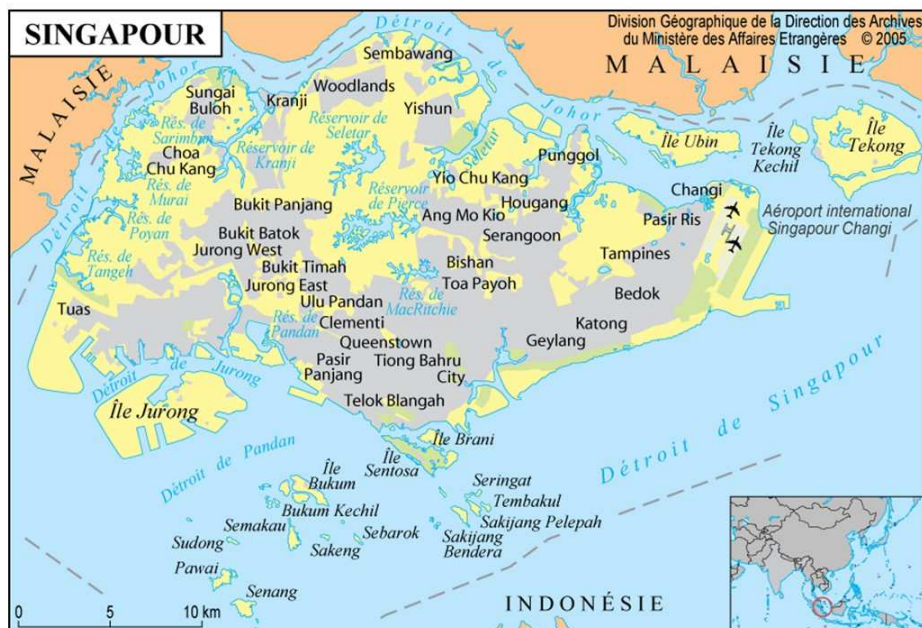 SINGAPOUR
Division Géographique de la Direction des Archives
du Ministère des Affaires Etrangères © 2005
MALAISIE
MALAISIE
Détroit de Johor
Détroit de Johor
Sembawang
Woodlands
Sungai
Buloh
Kranji
Yishun
Rés. de
Sarimbun
Réservoir de
Seletar
Réservoir
de Kranji
Seletar
Choa
Chu Kang
Punggol
Île Ubin
Île
Tekong
Kechil
Île
Tekong
Rés. de
Murai
Yio Chu Kang
Changi
Réservoir
de Pierce
Hougang
Bukit Panjang
Ang Mo Kio
Pasir Ris
Aéroport international
Singapour Changi
Rés. de
Poyan
Bukit Batok
Serangoon
Jurong West
Tampines
Rés. de
Tengeh
Bukit Timah
Bishan
Jurong East
Toa Payoh
Rés. de
MacRitchie
Bedok
Tuas
Ulu Pandan
Rés. de
Pandan
Clementi
Katong
Queenstown
Geylang
Pasir
Panjang
Tiong Bahru
City
Détroit de Jurong
Telok Blangah
Île Jurong
Détroit de Singapour
Île Brani
Île
Sentosa
Détroit de Pandan
Île
Bukum
Seringat
Tembakul
Bukum Kechil
Sakijang Pelepah
Semakau
Sebarok
Sakijang
Bendera
Sudong
Sakeng
Pawai
Senang
0 5 10 km
INDONÉSIE